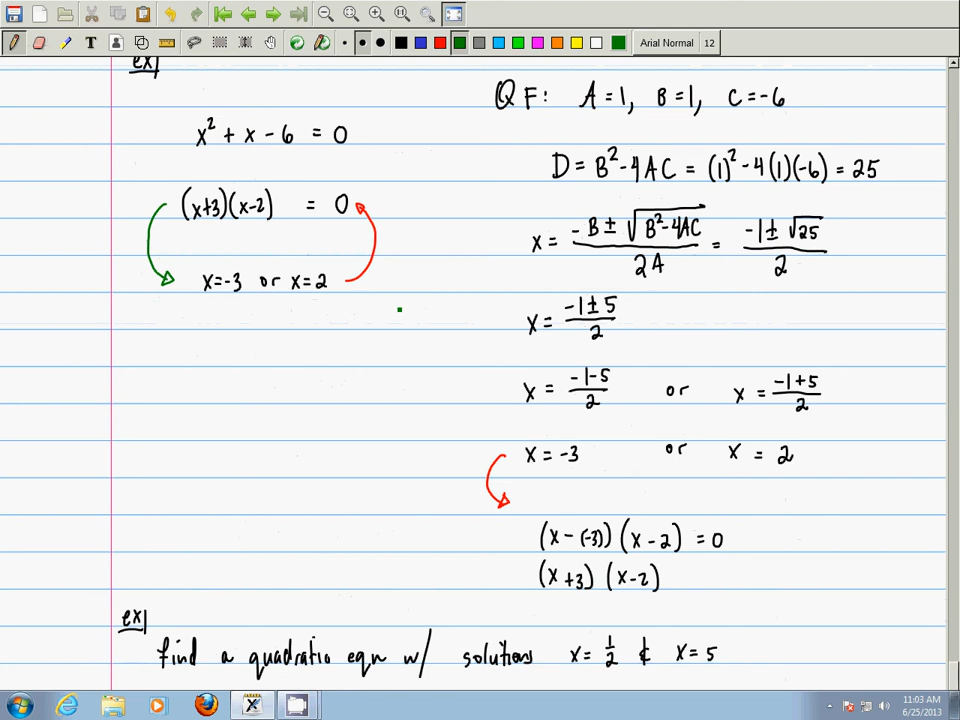 Arial Normal 12
ex|
x² + x - 6 = 0
(x+3)(x-2) = 0
x=-3 or x=2
QF: A=1, B=1, C=-6
D = B²-4AC = (1)²-4(1)(-6) = 25
x = -B ± √B²-4AC / 2A = -1 ± √25 / 2
x = -1 ± 5 / 2
x = -1-5 / 2 or x = -1+5 / 2
x = -3 or x = 2
(x-(-3))(x-2) = 0
(x+3)(x-2)
ex|
find a quadratic eqn w/ solutions x = 1/2 & x = 5
11:03 AM
6/25/2013